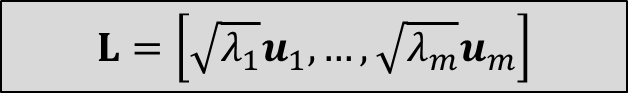 𝐋 = [√λ₁𝒖₁, … , √λₘ𝒖ₘ]